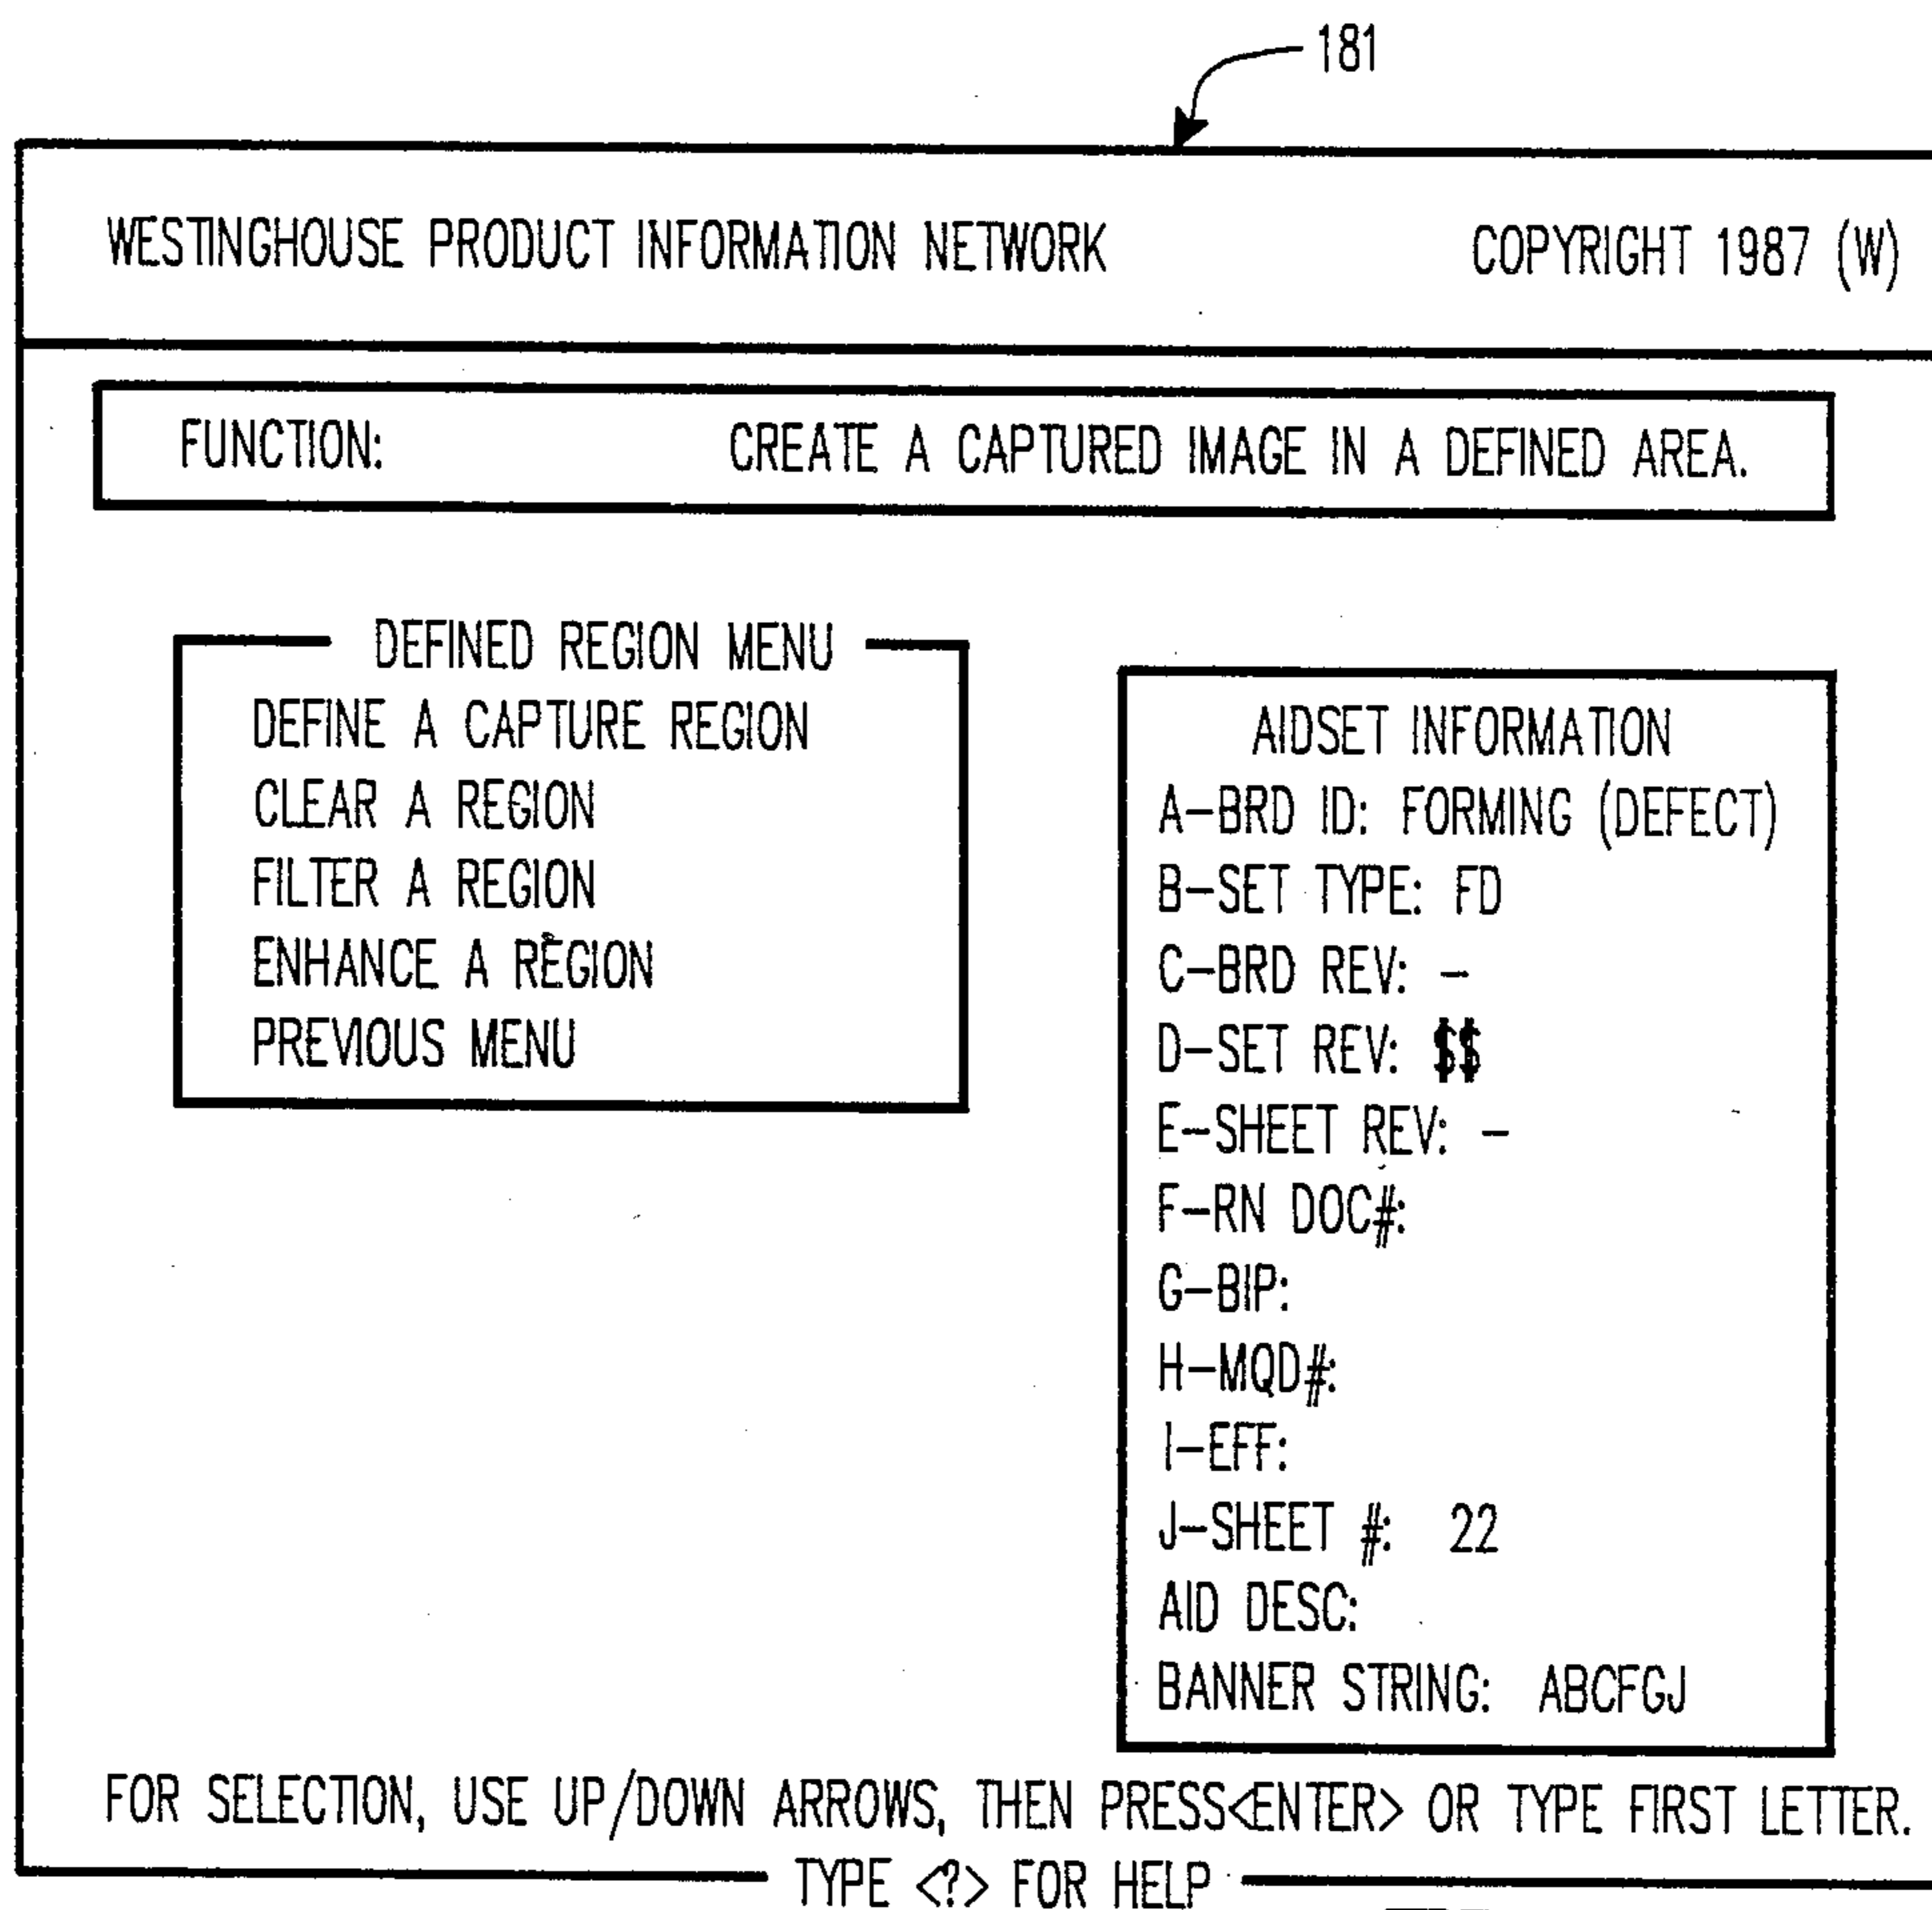 181
WESTINGHOUSE PRODUCT INFORMATION NETWORK COPYRIGHT 1987 (W)
FUNCTION: CREATE A CAPTURED IMAGE IN A DEFINED AREA.
DEFINED REGION MENU
DEFINE A CAPTURE REGION
CLEAR A REGION
FILTER A REGION
ENHANCE A REGION
PREVIOUS MENU
AIDSET INFORMATION
A-BRD ID: FORMING (DEFECT)
B-SET TYPE: FD
C-BRD REV: -
D-SET REV: $$
E-SHEET REV: -
F-RN DOC#:
G-BIP:
H-MQD#:
I-EFF:
J-SHEET #: 22
AID DESC:
BANNER STRING: ABCFGJ
FOR SELECTION, USE UP/DOWN ARROWS, THEN PRESS<ENTER> OR TYPE FIRST LETTER.
TYPE <?> FOR HELP